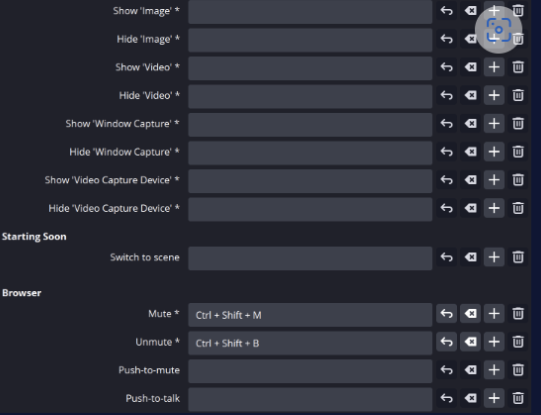 Show 'Image' *
Hide 'Image' *
Show 'Video' *
Hide 'Video' *
Show 'Window Capture' *
Hide 'Window Capture' *
Show 'Video Capture Device' *
Hide 'Video Capture Device' *
Starting Soon
Switch to scene
Browser
Mute * Ctrl + Shift + M
Unmute * Ctrl + Shift + B
Push-to-mute
Push-to-talk